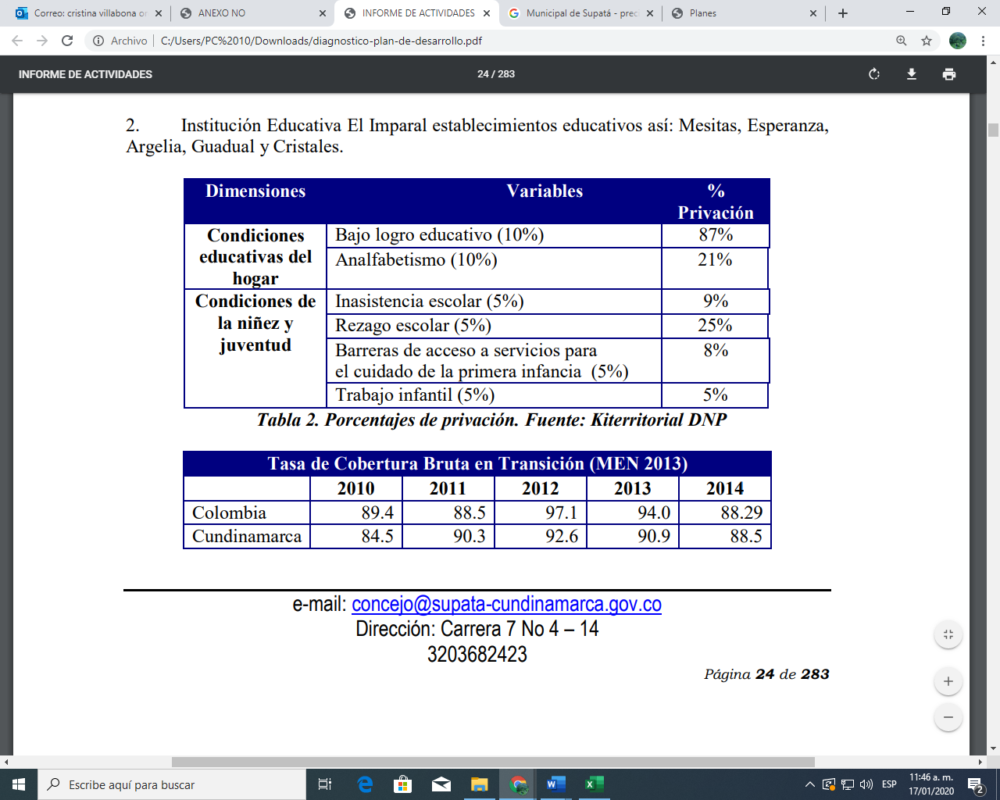 Correo: cristina villabona or
ANEXO NO
INFORME DE ACTIVIDADES
Municipal de Supatá - prec
Planes
Archivo
C:/Users/PC%2010/Downloads/diagnostico-plan-de-desarrollo.pdf
INFORME DE ACTIVIDADES
24 / 283
2. Institución Educativa El Imparal establecimientos educativos así: Mesitas, Esperanza,
Argelia, Guadual y Cristales.
Dimensiones Variables %
Privación
Condiciones
educativas del
hogar
Bajo logro educativo (10%) 87%
Analfabetismo (10%) 21%
Condiciones de
la niñez y
juventud
Inasistencia escolar (5%) 9%
Rezago escolar (5%) 25%
Barreras de acceso a servicios para
el cuidado de la primera infancia (5%)
8%
Trabajo infantil (5%) 5%
Tabla 2. Porcentajes de privación. Fuente: Kiterritorial DNP
Tasa de Cobertura Bruta en Transición (MEN 2013)
2010 2011 2012 2013 2014
Colombia 89.4 88.5 97.1 94.0 88.29
Cundinamarca 84.5 90.3 92.6 90.9 88.5
e-mail: concejo@supata-cundinamarca.gov.co
Dirección: Carrera 7 No 4 – 14
3203682423
Página 24 de 283
Escribe aquí para buscar
ESP
11:46 a. m.
17/01/2020
2